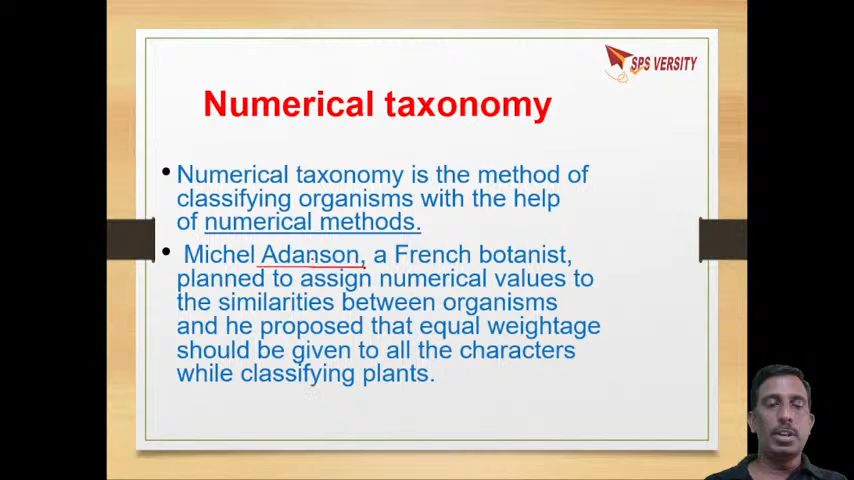 SPS VERSITY
Numerical taxonomy
• Numerical taxonomy is the method of
classifying organisms with the help
of numerical methods.
• Michel Adanson, a French botanist,
planned to assign numerical values to
the similarities between organisms
and he proposed that equal weightage
should be given to all the characters
while classifying plants.